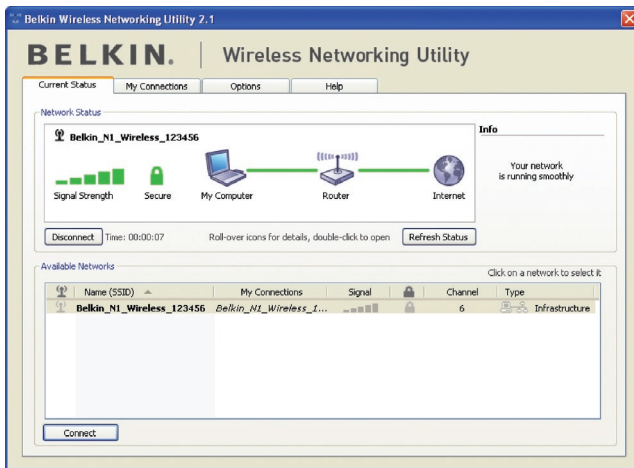 Belkin Wireless Networking Utility 2.1
BELKIN. | Wireless Networking Utility
Current Status My Connections Options Help
Network Status
Belkin_N1_Wireless_123456
Info
Your network
is running smoothly
Signal Strength Secure My Computer Router Internet
Disconnect Time: 00:00:07 Roll-over icons for details, double-click to open Refresh Status
Available Networks
Click on a network to select it
Name (SSID) My Connections Signal Channel Type
Belkin_N1_Wireless_123456 Belkin_N1_Wireless_1... 6 Infrastructure
Connect